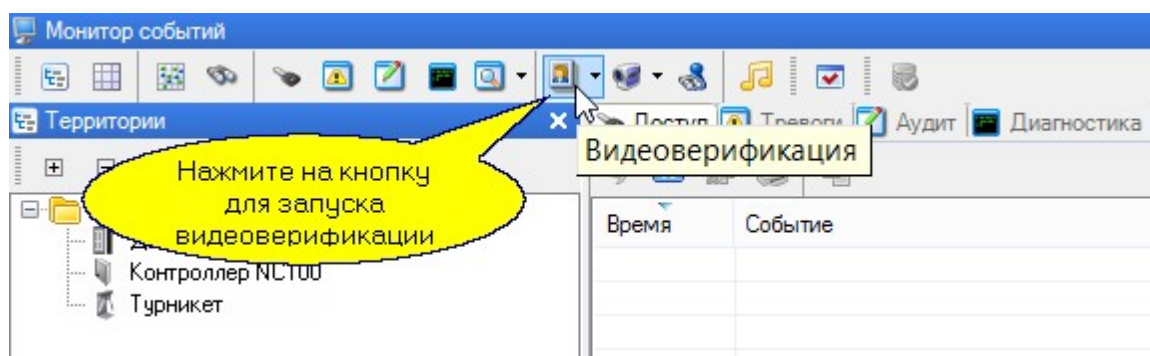 Монитор событий
Территории
Доступ Тревоги Аудит Диагностика
Видеоверификация
Нажмите на кнопку
для запуска
видеоверификации
Время Событие
Контроллер NC100
Турникет